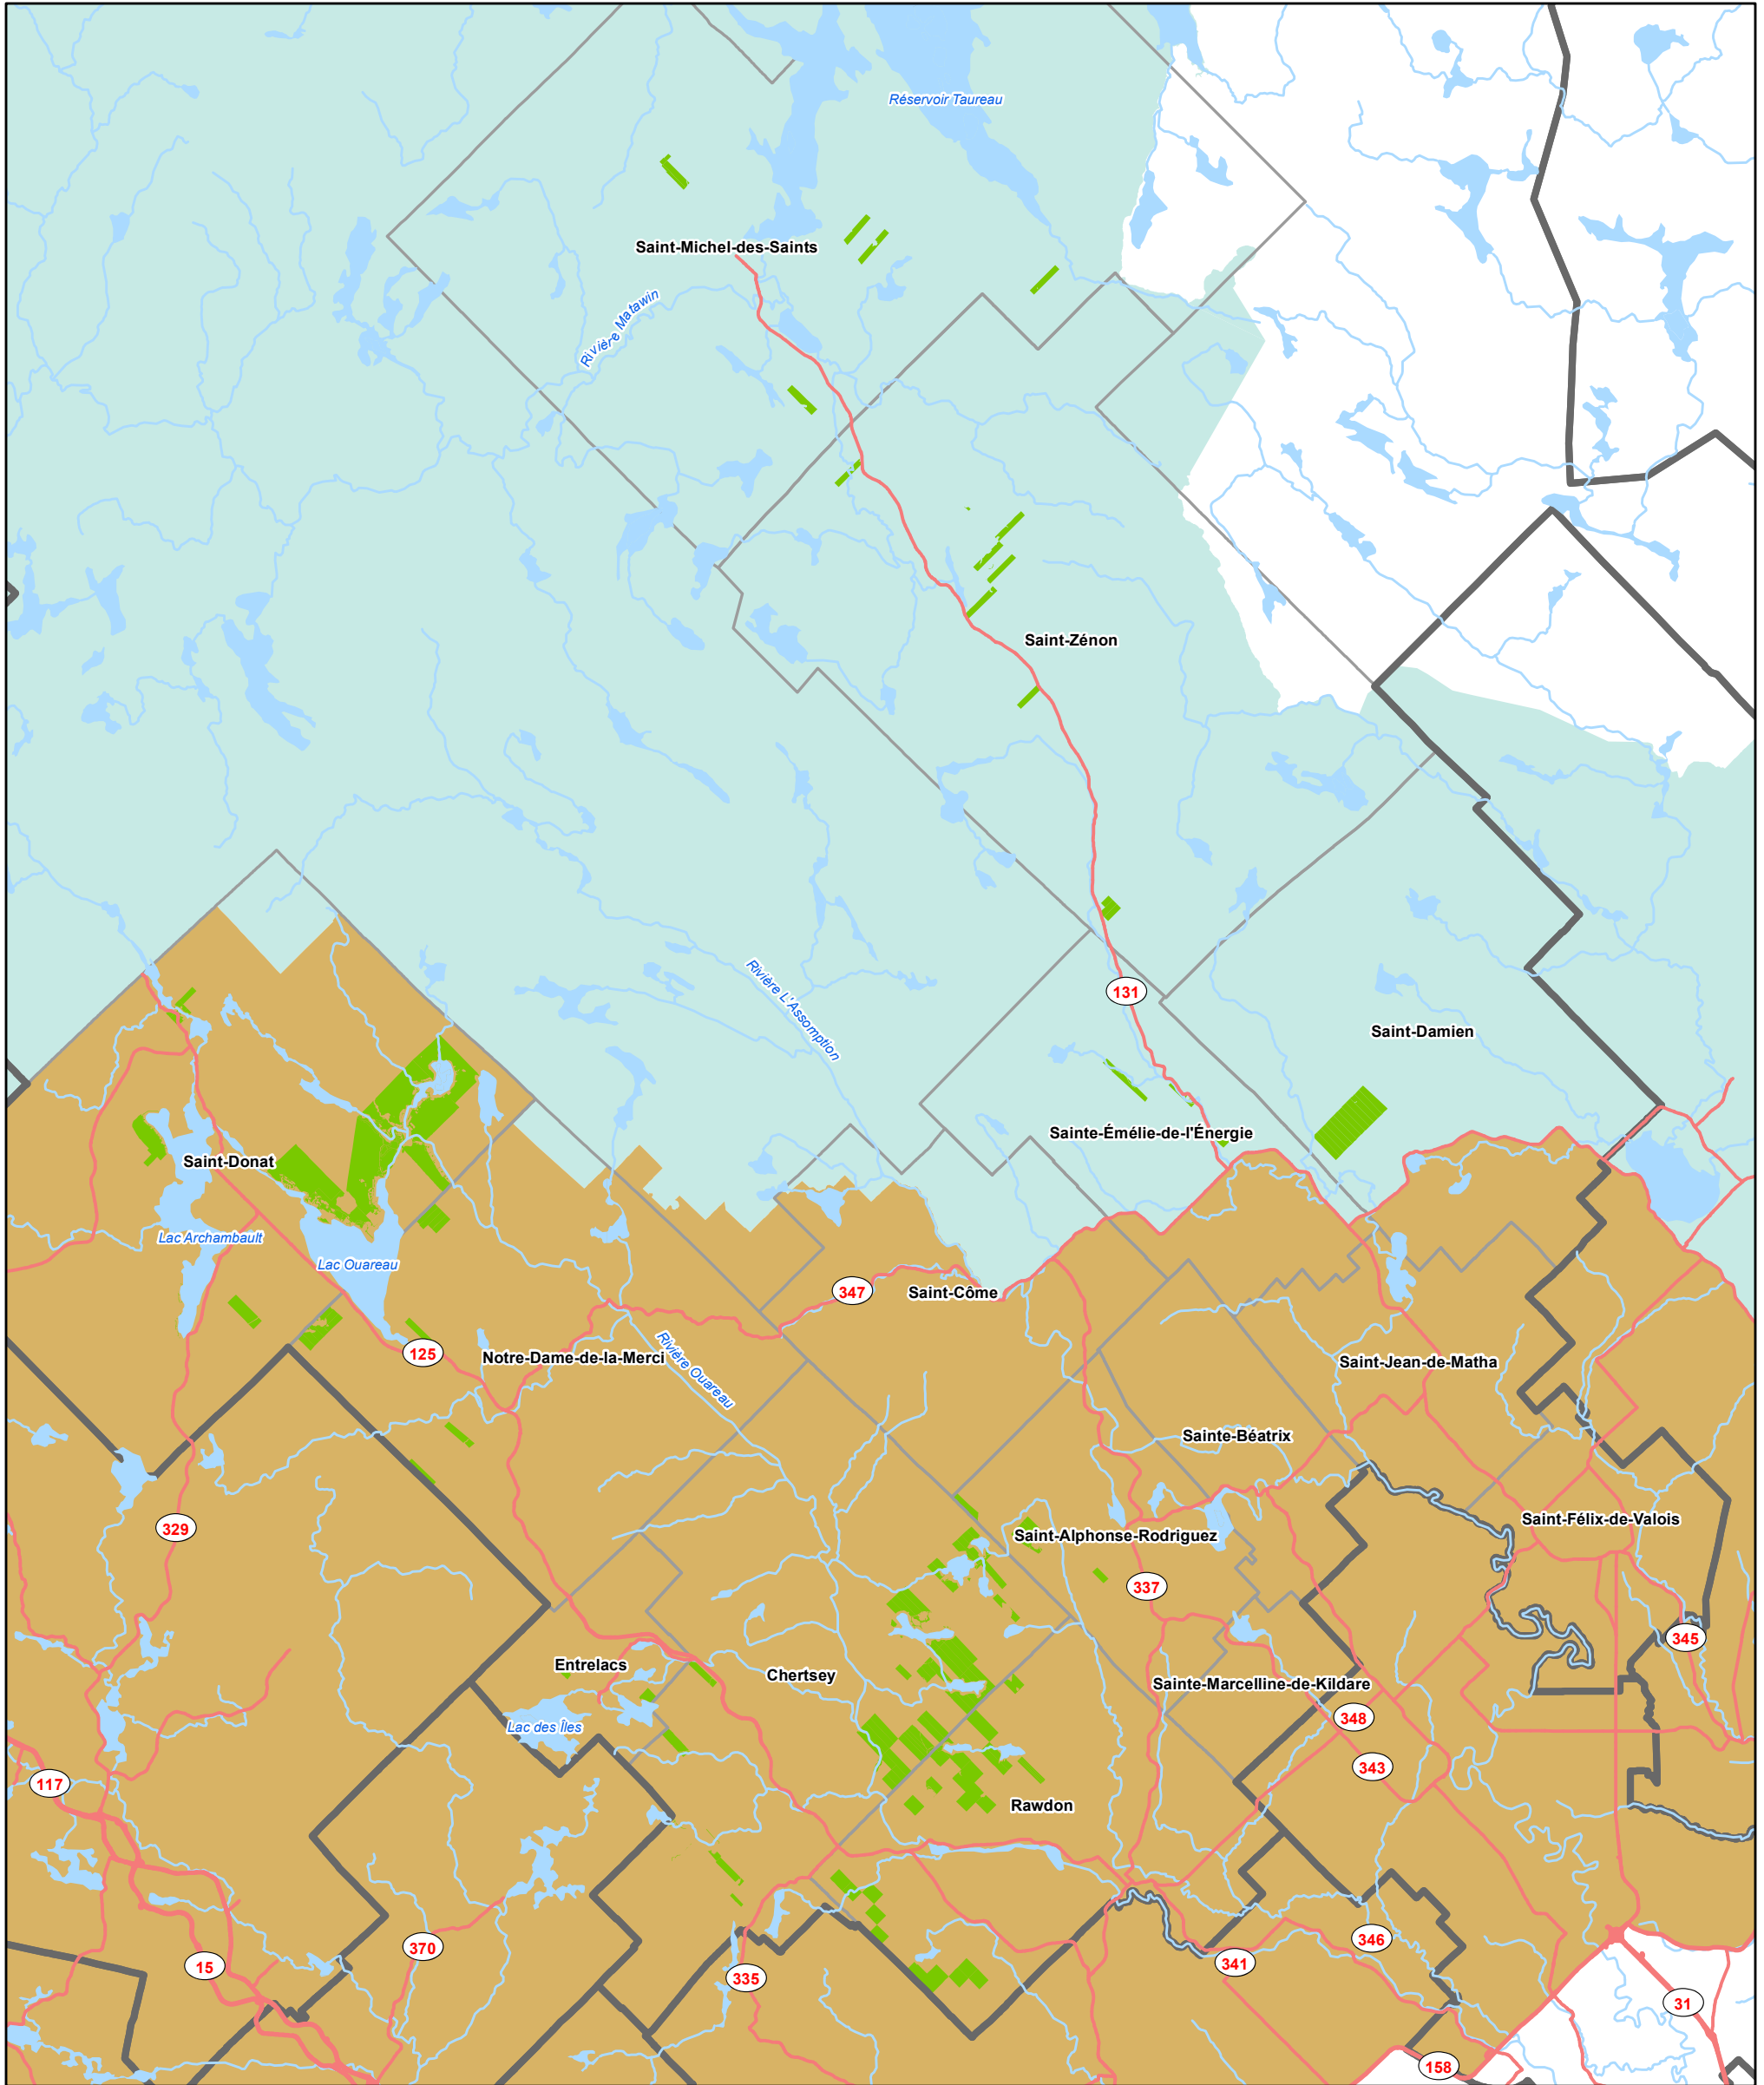 Réservoir Taureau
Saint-Michel-des-Saints
Rivière Matawin
Saint-Zénon
Rivière L'Assomption
131
Saint-Damien
Sainte-Émélie-de-l'Énergie
Saint-Donat
Lac Archambault
Lac Ouareau
347
Saint-Côme
125
Notre-Dame-de-la-Merci
Rivière Ouareau
Saint-Jean-de-Matha
Sainte-Béatrix
329
Saint-Félix-de-Valois
Saint-Alphonse-Rodriguez
337
345
Entrelacs
Chertsey
Sainte-Marcelline-de-Kildare
348
Lac des Îles
343
117
Rawdon
346
370
341
15
335
31
158